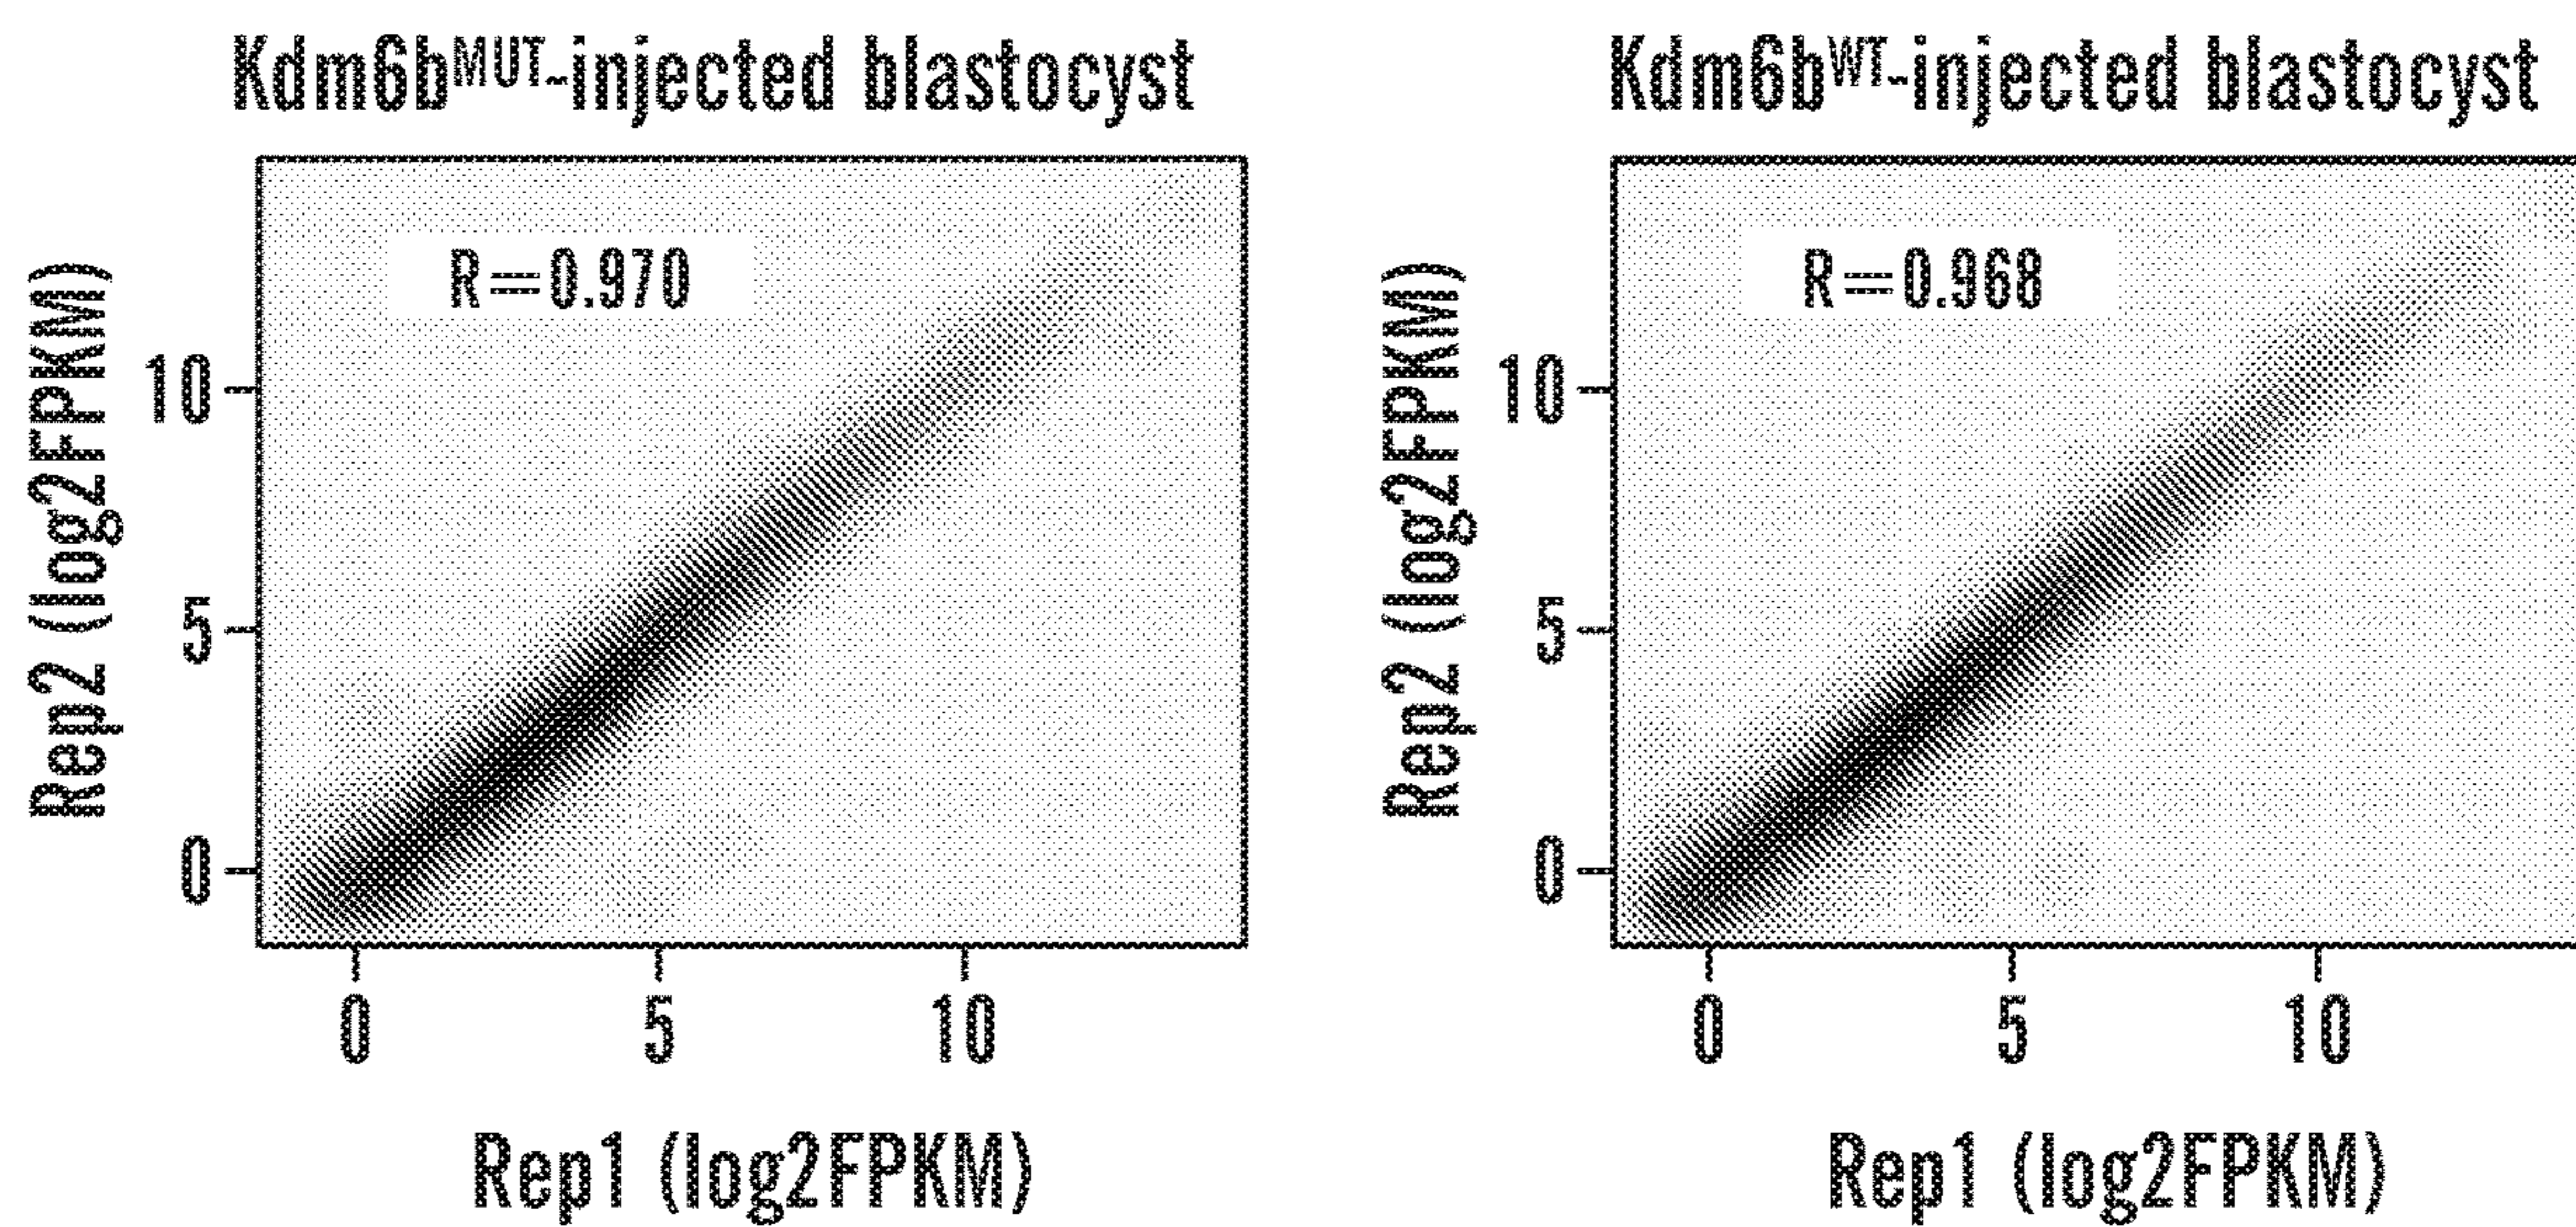 Kdm6bMUT-injected blastocyst
R=0.970
Rep2 (log2FPKM)
10
5
0
0 5 10
Rep1 (log2FPKM)
Kdm6bWT-injected blastocyst
R=0.968
Rep2 (log2FPKM)
10
5
0
0 5 10
Rep1 (log2FPKM)